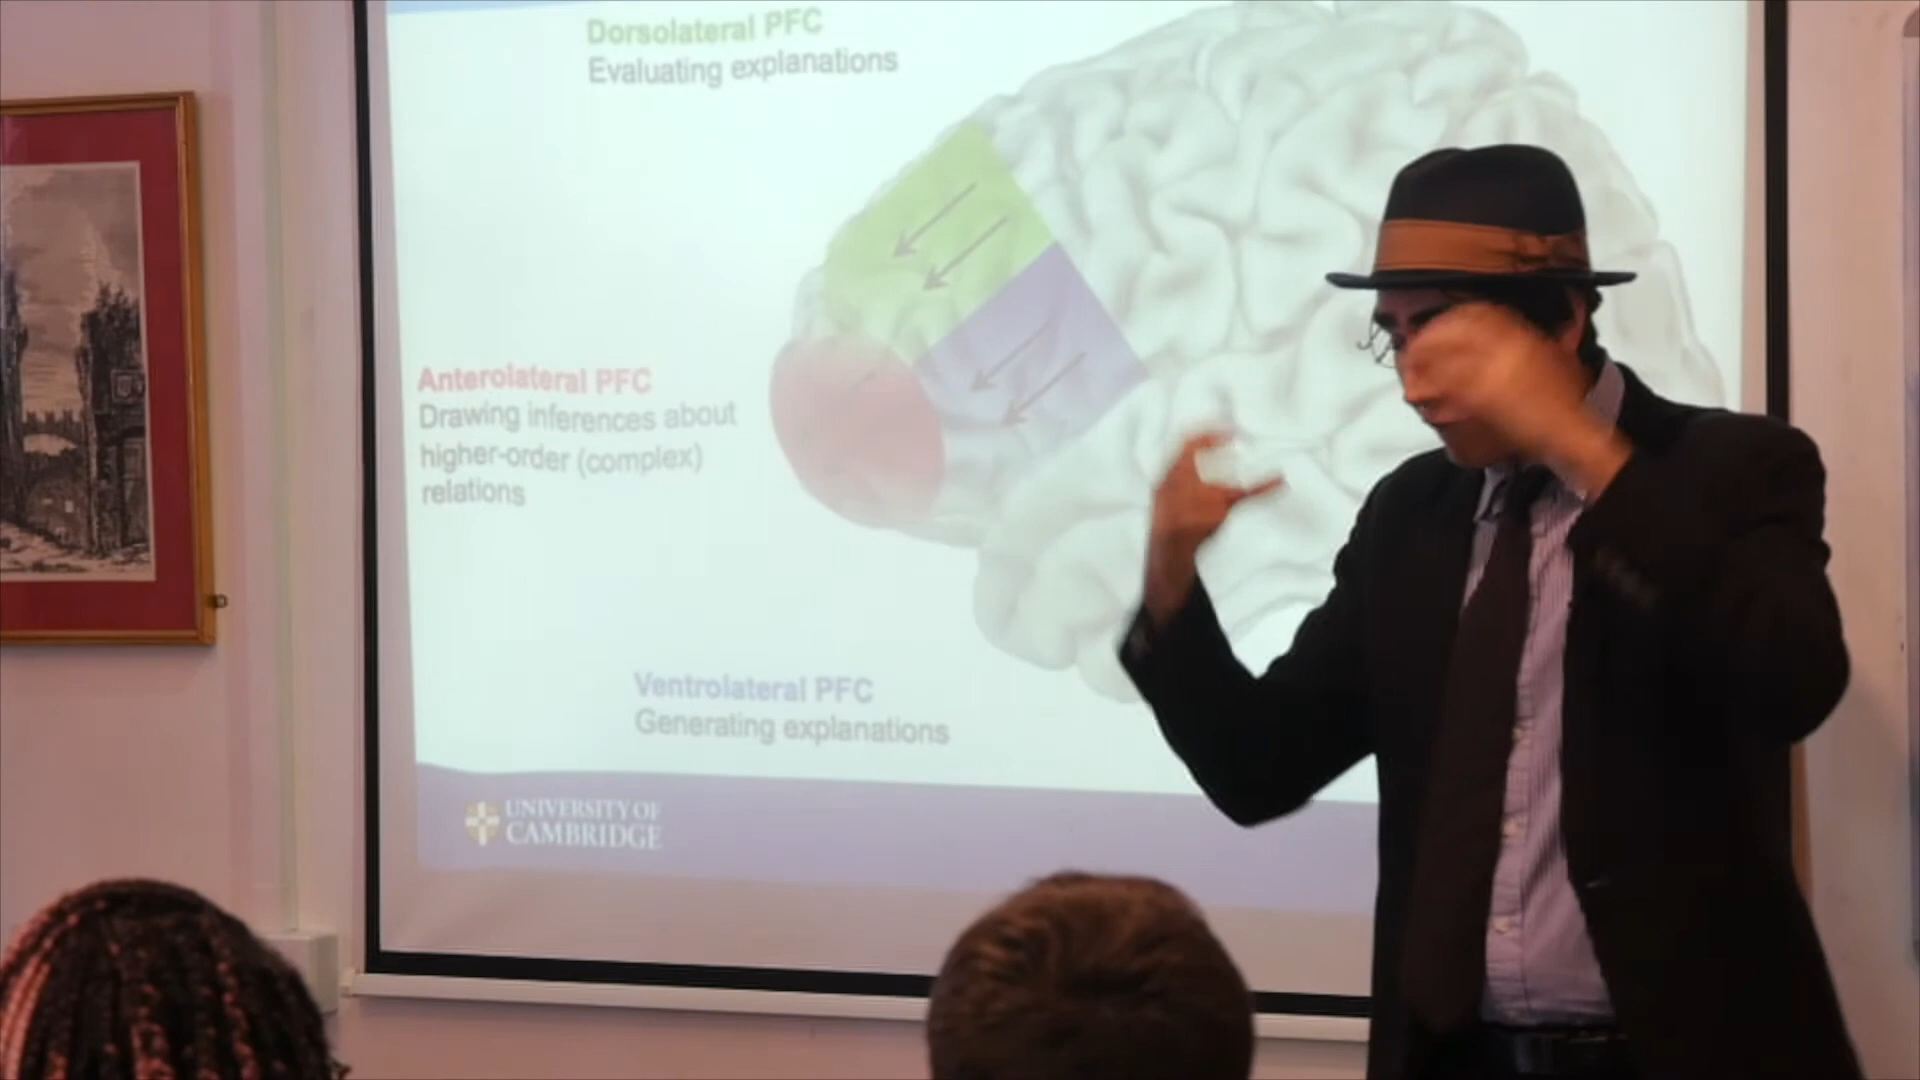 Dorsolateral PFC
Evaluating explanations
Anterolateral PFC
Drawing inferences about
higher-order (complex)
relations
Ventrolateral PFC
Generating explanations
UNIVERSITY OF
CAMBRIDGE